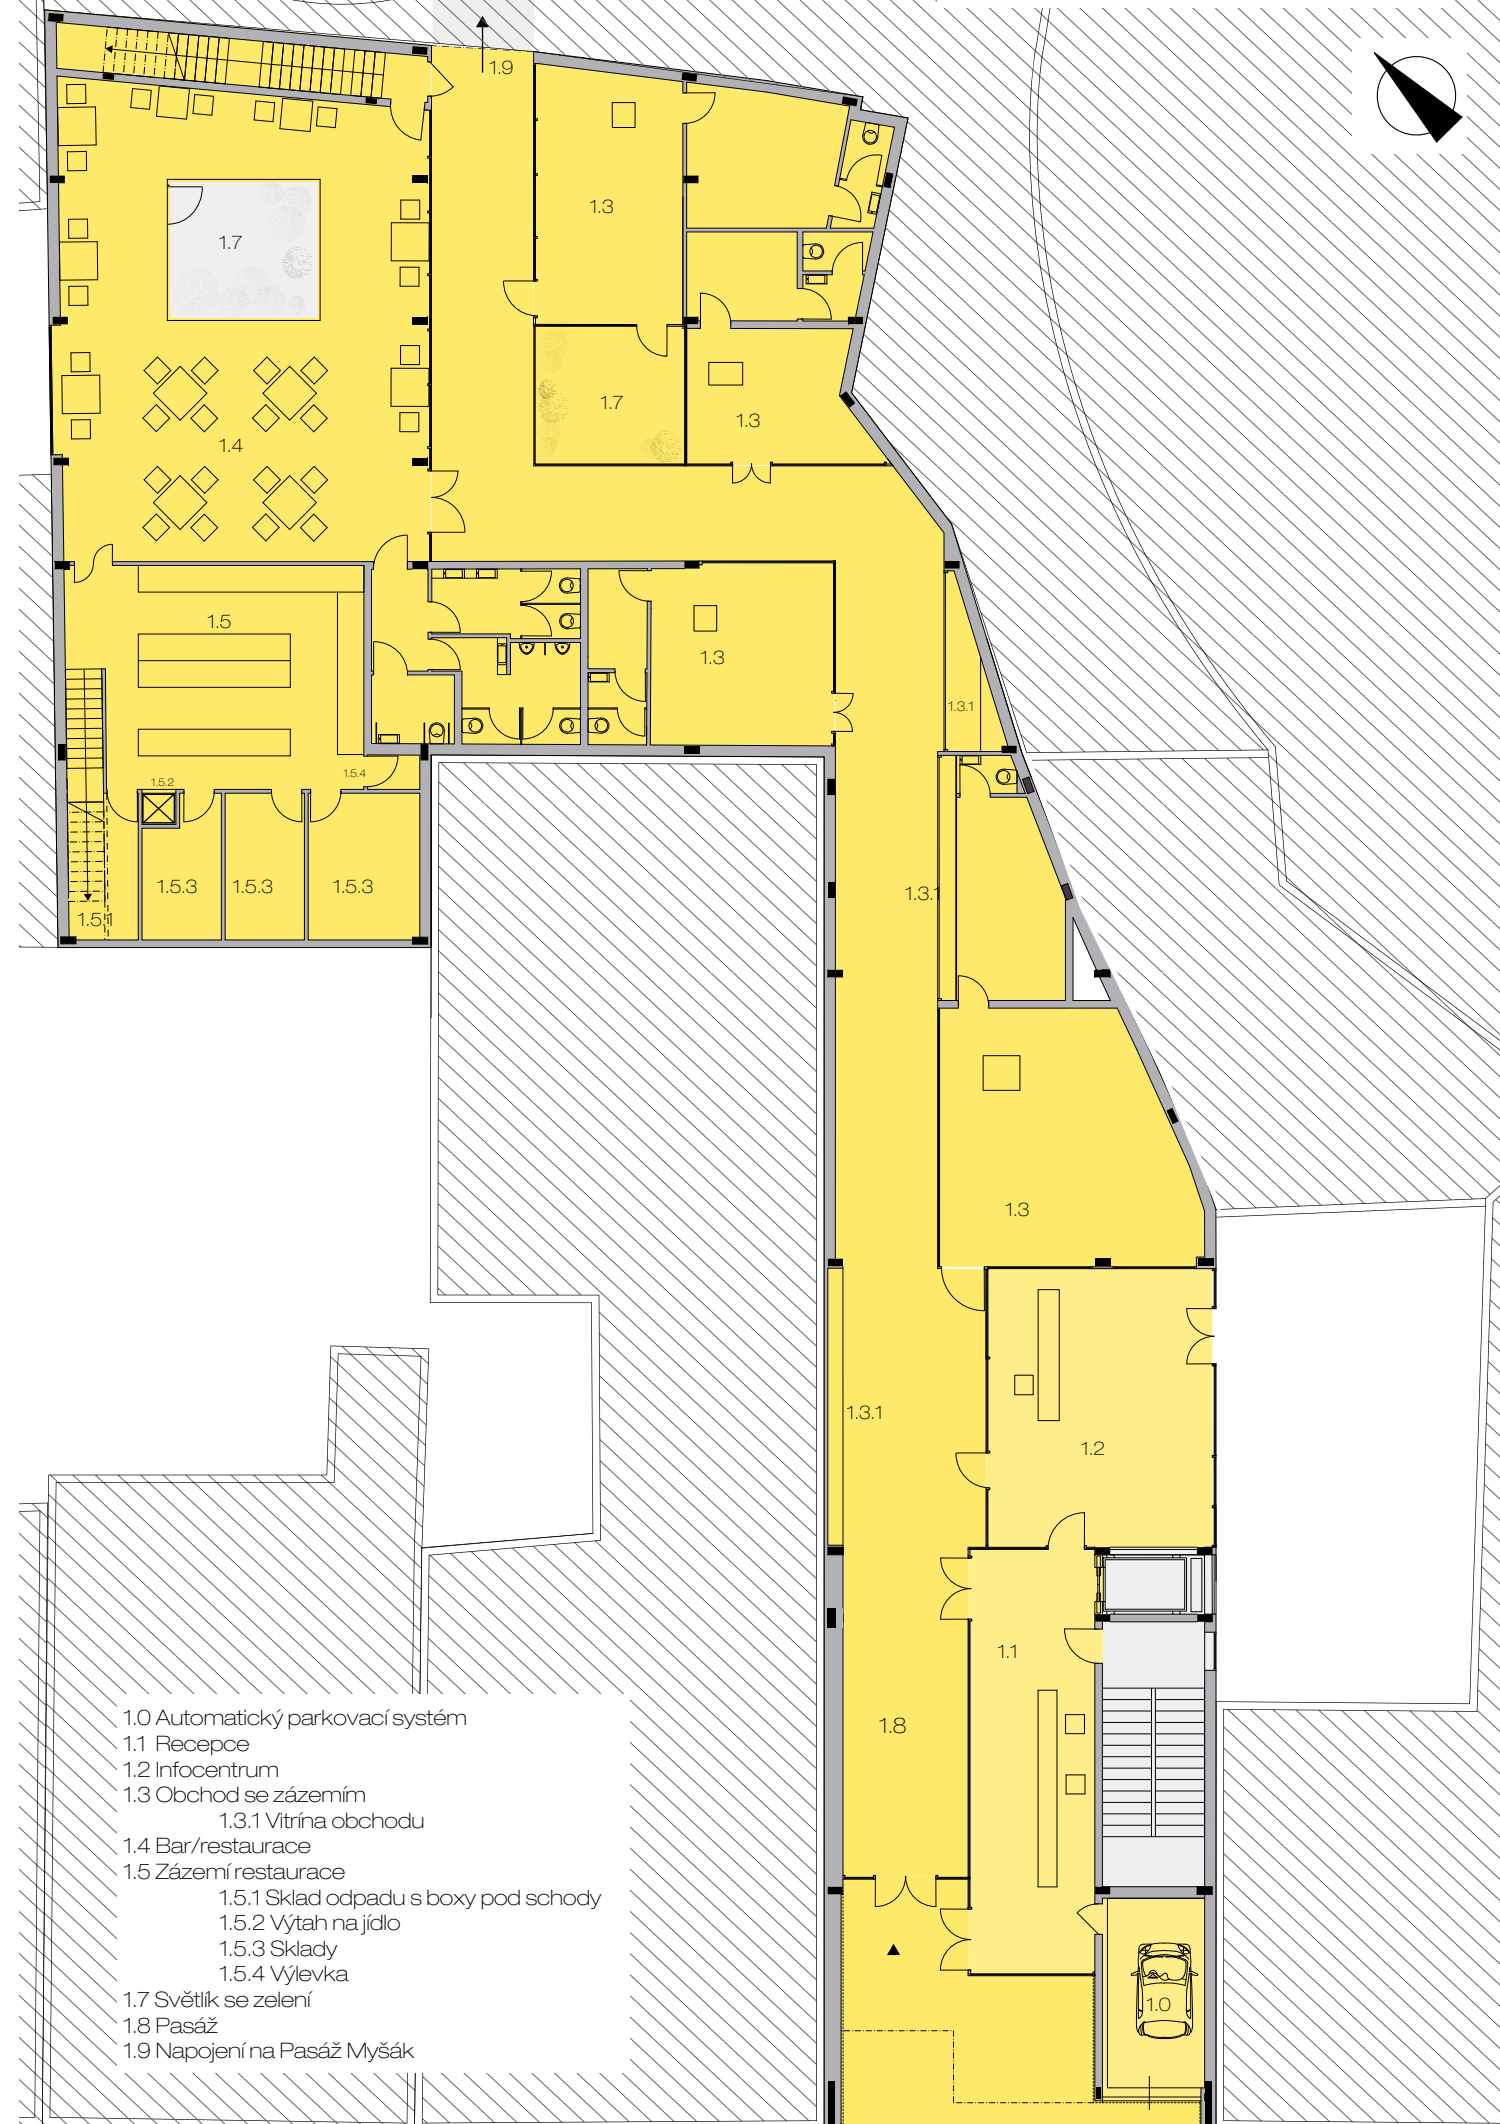 1.9
1.3
1.7
1.7
1.3
1.4
1.5
1.3
1.3.1
1.5.4
1.5.2
1.5.3
1.5.3
1.5.3
1.3.1
1.5.1
1.3
1.3.1
1.2
1.1
1.8
1.0
1.0 Automatický parkovací systém
1.1 Recepce
1.2 Infocentrum
1.3 Obchod se zázemím
1.3.1 Vitrína obchodu
1.4 Bar/restaurace
1.5 Zázemí restaurace
1.5.1 Sklad odpadu s boxy pod schody
1.5.2 Výtah na jídlo
1.5.3 Sklady
1.5.4 Výlevka
1.7 Světlík se zelení
1.8 Pasáž
1.9 Napojení na Pasáž Myšák